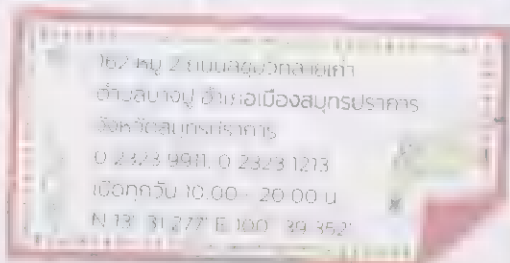 162 หมู่ 2 ถนนสุขุมวิทสายเก่า
ตำบลบางปู อำเภอเมืองสมุทรปราการ
จังหวัดสมุทรปราการ
0 2323 9911, 0 2323 1213
เปิดทุกวัน 10.00 - 20.00 น
N 13° 31.277' E 100° 39.352'